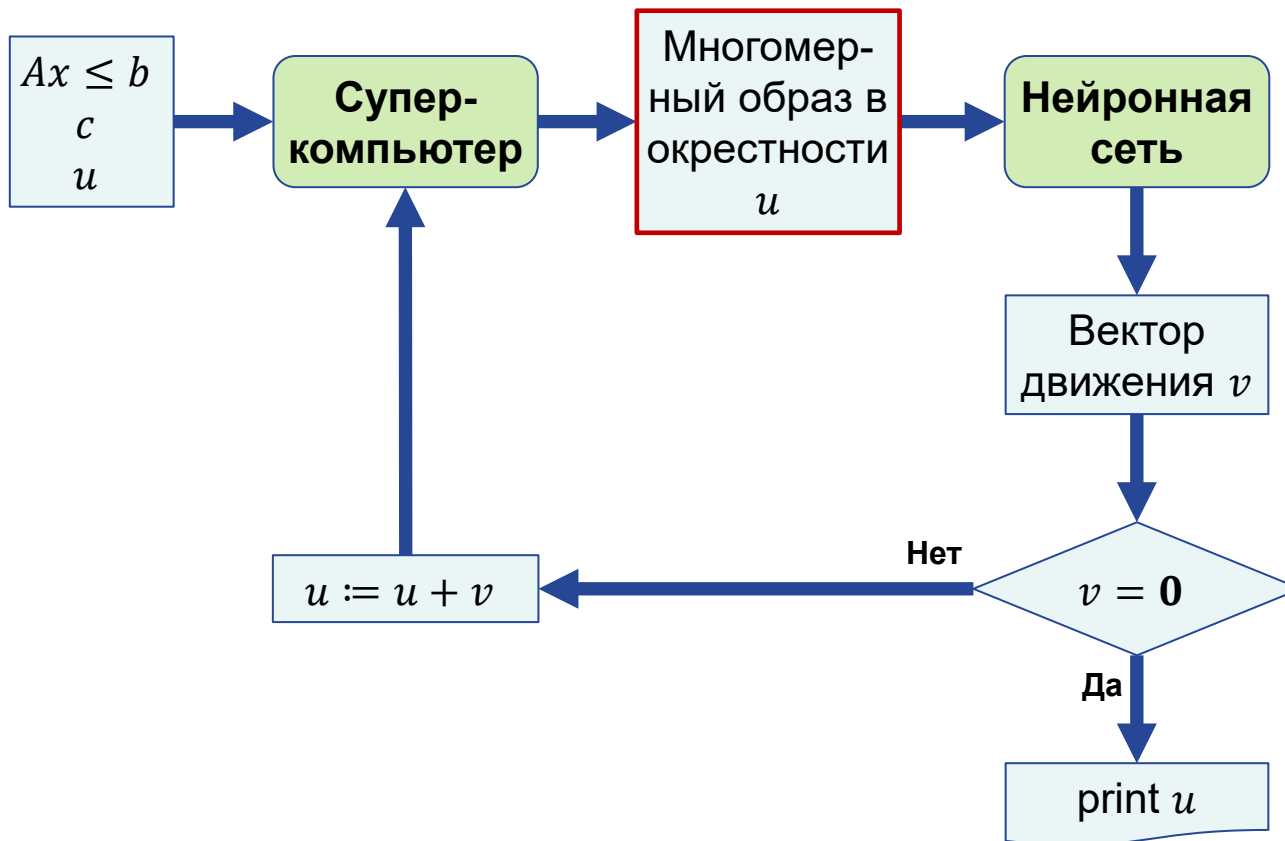 Ax ≤ b
c
u
Супер-
компьютер
Многомер-
ный образ в
окрестности
u
Нейронная
сеть
Вектор
движения v
v = 0
Нет
u ≔ u + v
Да
print u